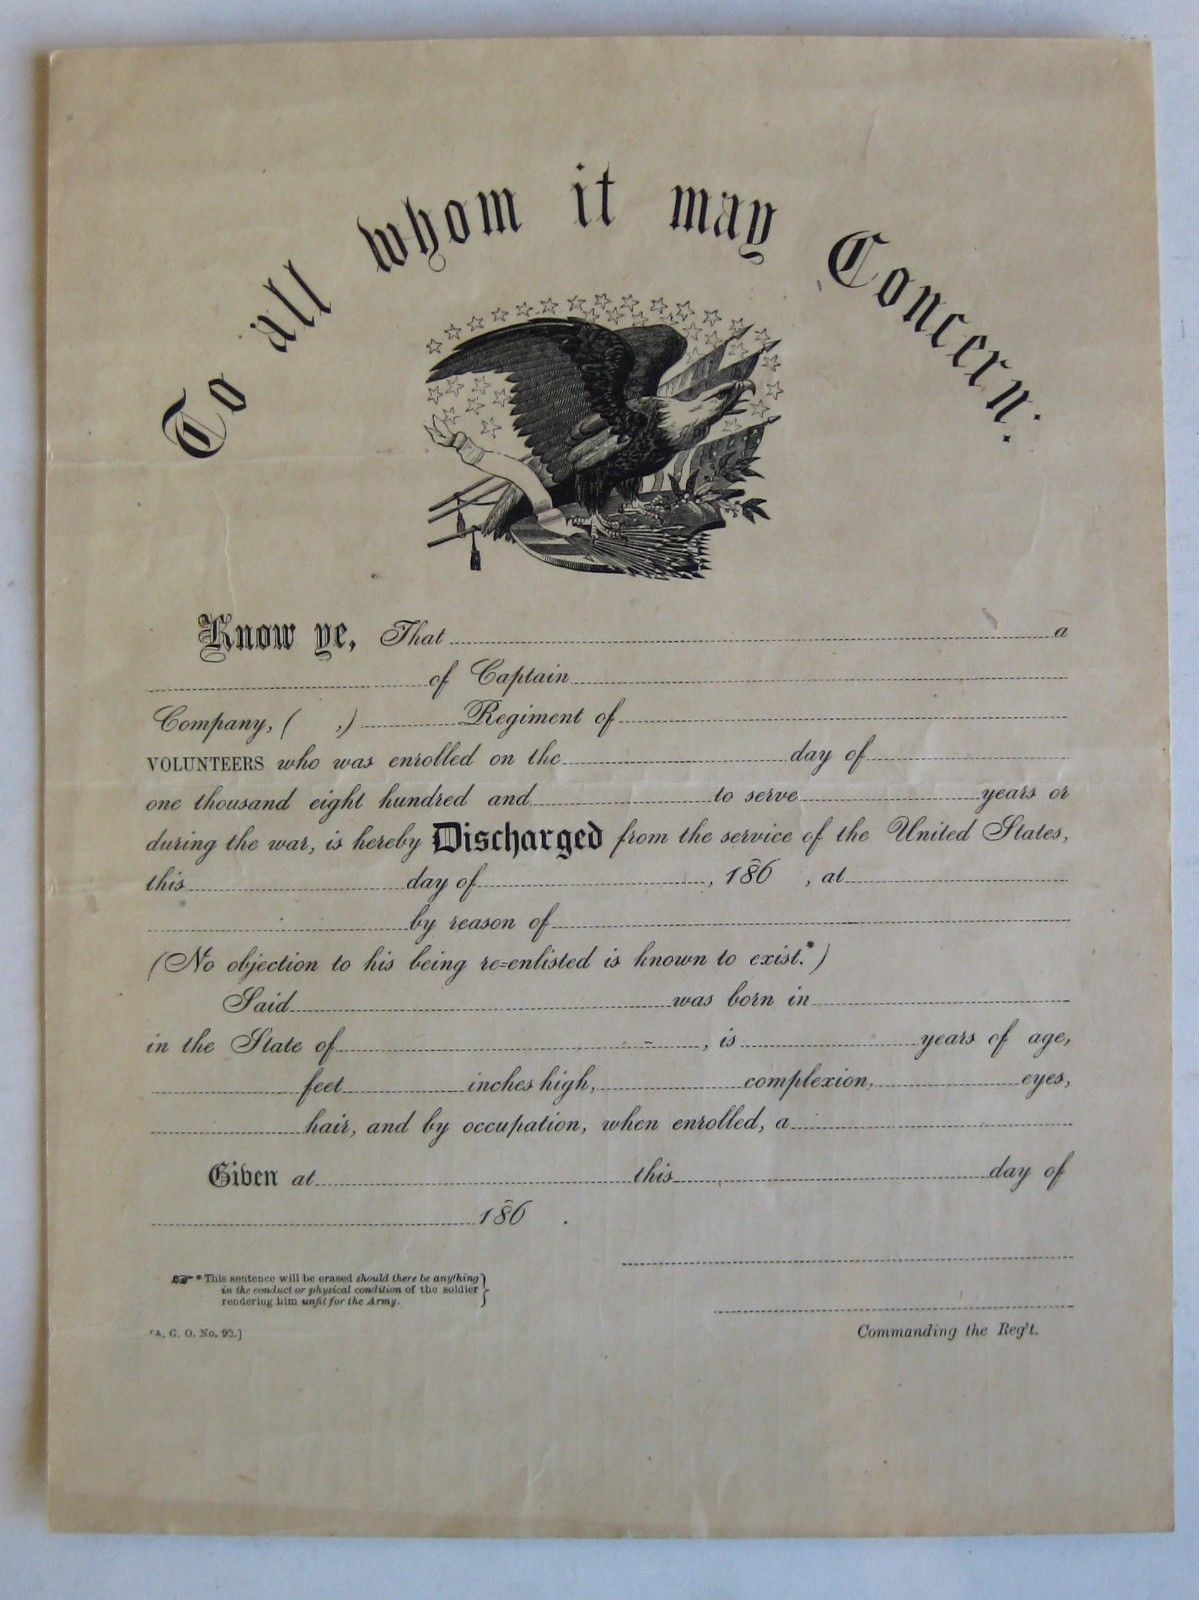 To all whom it may Concern:
Know ye, That a
of Captain
Company, ( ,) Regiment of
VOLUNTEERS who was enrolled on the day of
one thousand eight hundred and to serve years or
during the war, is hereby Discharged from the service of the United States,
this day of , 186 , at
by reason of
(No objection to his being re=enlisted is known to exist.*)
Said was born in
in the State of , is years of age,
feet inches high, complexion, eyes,
hair, and by occupation, when enrolled, a
Given at this day of
186 .
☞ * This sentence will be erased should there be anything
in the conduct or physical condition of the soldier
rendering him unfit for the Army.
[A. G. O. No. 99.]
Commanding the Reg't.